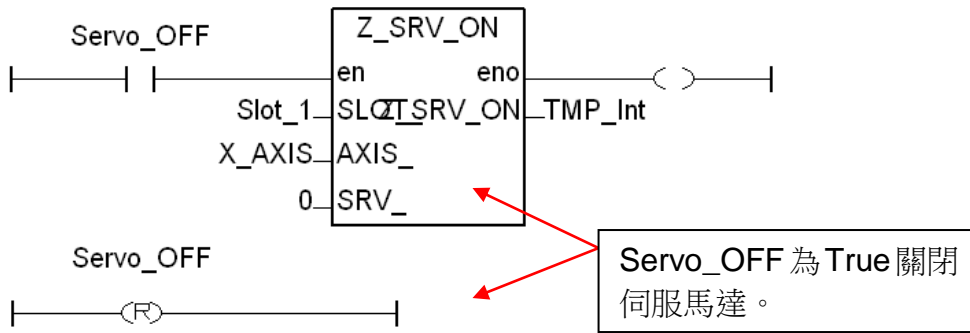 Servo_OFF
Z_SRV_ON
en eno
Slot_1 SLOT_ Z_SRV_ON TMP_Int
X_AXIS AXIS_
0 SRV_
Servo_OFF
R
Servo_OFF 為 True 關閉
伺服馬達。